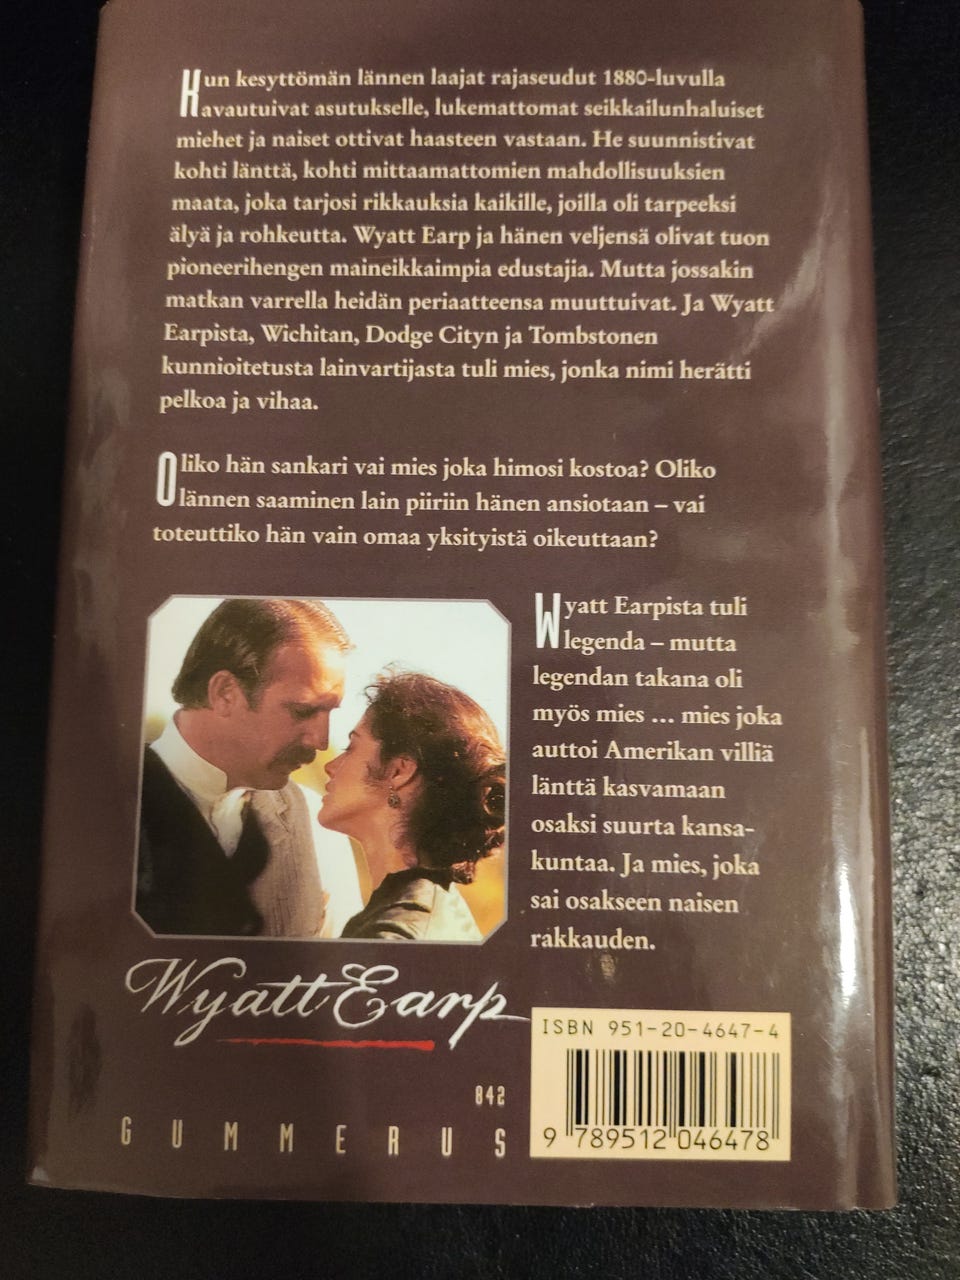 Kun kesyttömän lännen laajat rajaseudut 1880-luvulla
avautuivat asutukselle, lukemattomat seikkailunhaluiset
miehet ja naiset ottivat haasteen vastaan. He suunnistivat
kohti länttä, kohti mittaamattomien mahdollisuuksien
maata, joka tarjosi rikkauksia kaikille, joilla oli tarpeeksi
älyä ja rohkeutta. Wyatt Earp ja hänen veljensä olivat tuon
pioneerihengen maineikkaimpia edustajia. Mutta jossakin
matkan varrella heidän periaatteensa muuttuivat. Ja Wyatt
Earpista, Wichitan, Dodge Cityn ja Tombstonen
kunnioitetusta lainvartijasta tuli mies, jonka nimi herätti
pelkoa ja vihaa.
Oliko hän sankari vai mies joka himosi kostoa? Oliko
lännen saaminen lain piiriin hänen ansiotaan – vai
toteuttiko hän vain omaa yksityistä oikeuttaan?
Wyatt Earpista tuli
legenda – mutta
legendan takana oli
myös mies ... mies joka
auttoi Amerikan villiä
länttä kasvamaan
osaksi suurta kansa-
kuntaa. Ja mies, joka
sai osakseen naisen
rakkauden.
Wyatt Earp
842
GUMMERUS
ISBN 951-20-4647-4
9 789512 046478